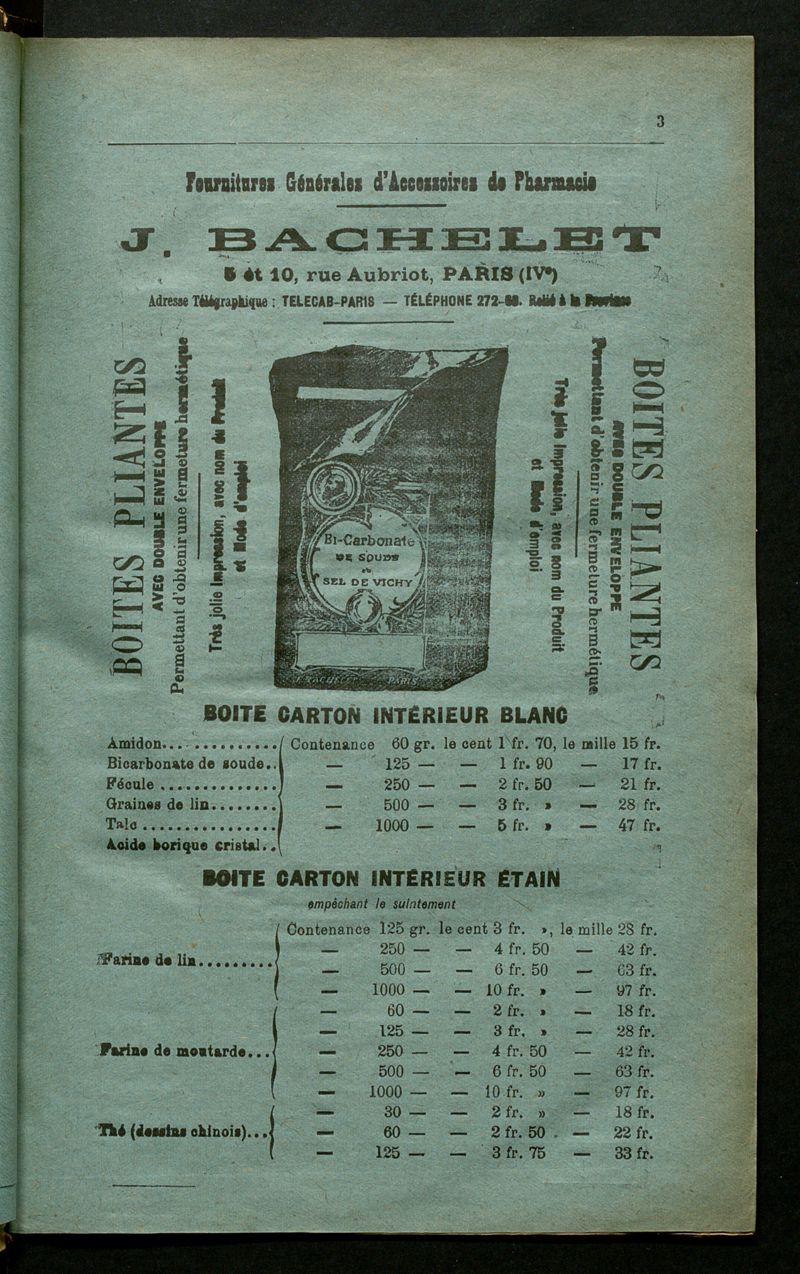 3
Fournitures Générales d'Accessoires de Pharmacie
J. BACHELET
et 10, rue Aubriot, PARIS (IVe)
Adresse Télégraphique : TELECAB-PARIS — TÉLÉPHONE 272- Relié à la Province
BOITES PLIANTES
AVEC DOUBLE ENVELOPPE
Permettant d'obtenir une fermeture hermétique
Très jolie Impression, avec nom du Produit
et Mode d'emploi
Bi-Carbonate
DE SOUDE
ou
SEL DE VICHY
J. BACHELET PARIS
Très jolie Impression, avec nom du Produit
et Mode d'emploi
Permettant d'obtenir une fermeture hermétique
AVEC DOUBLE ENVELOPPE
BOITES PLIANTES
BOITE CARTON INTÉRIEUR BLANC
Amidon................ Contenance 60 gr. le cent 1 fr. 70, le mille 15 fr.
Bicarbonate de soude.. — 125 — — 1 fr. 90 — 17 fr.
Fécule .............. — 250 — — 2 fr. 50 — 21 fr.
Graines de lin........ — 500 — — 3 fr. » — 28 fr.
Talc ................ — 1000 — — 5 fr. » — 47 fr.
Acide borique cristal..
BOITE CARTON INTÉRIEUR ÉTAIN
empêchant le suintement
Contenance 125 gr. le cent 3 fr. », le mille 28 fr.
— 250 — — 4 fr. 50 — 42 fr.
Farine de lin.........
— 500 — — 6 fr. 50 — 63 fr.
— 1000 — — 10 fr. » — 97 fr.
— 60 — — 2 fr. » — 18 fr.
— 125 — — 3 fr. » — 28 fr.
Farine de moutarde... — 250 — — 4 fr. 50 — 42 fr.
— 500 — — 6 fr. 50 — 63 fr.
— 1000 — — 10 fr. » — 97 fr.
— 30 — — 2 fr. » — 18 fr.
Thé (dessins chinois)... — 60 — — 2 fr. 50 — 22 fr.
— 125 — — 3 fr. 75 — 33 fr.